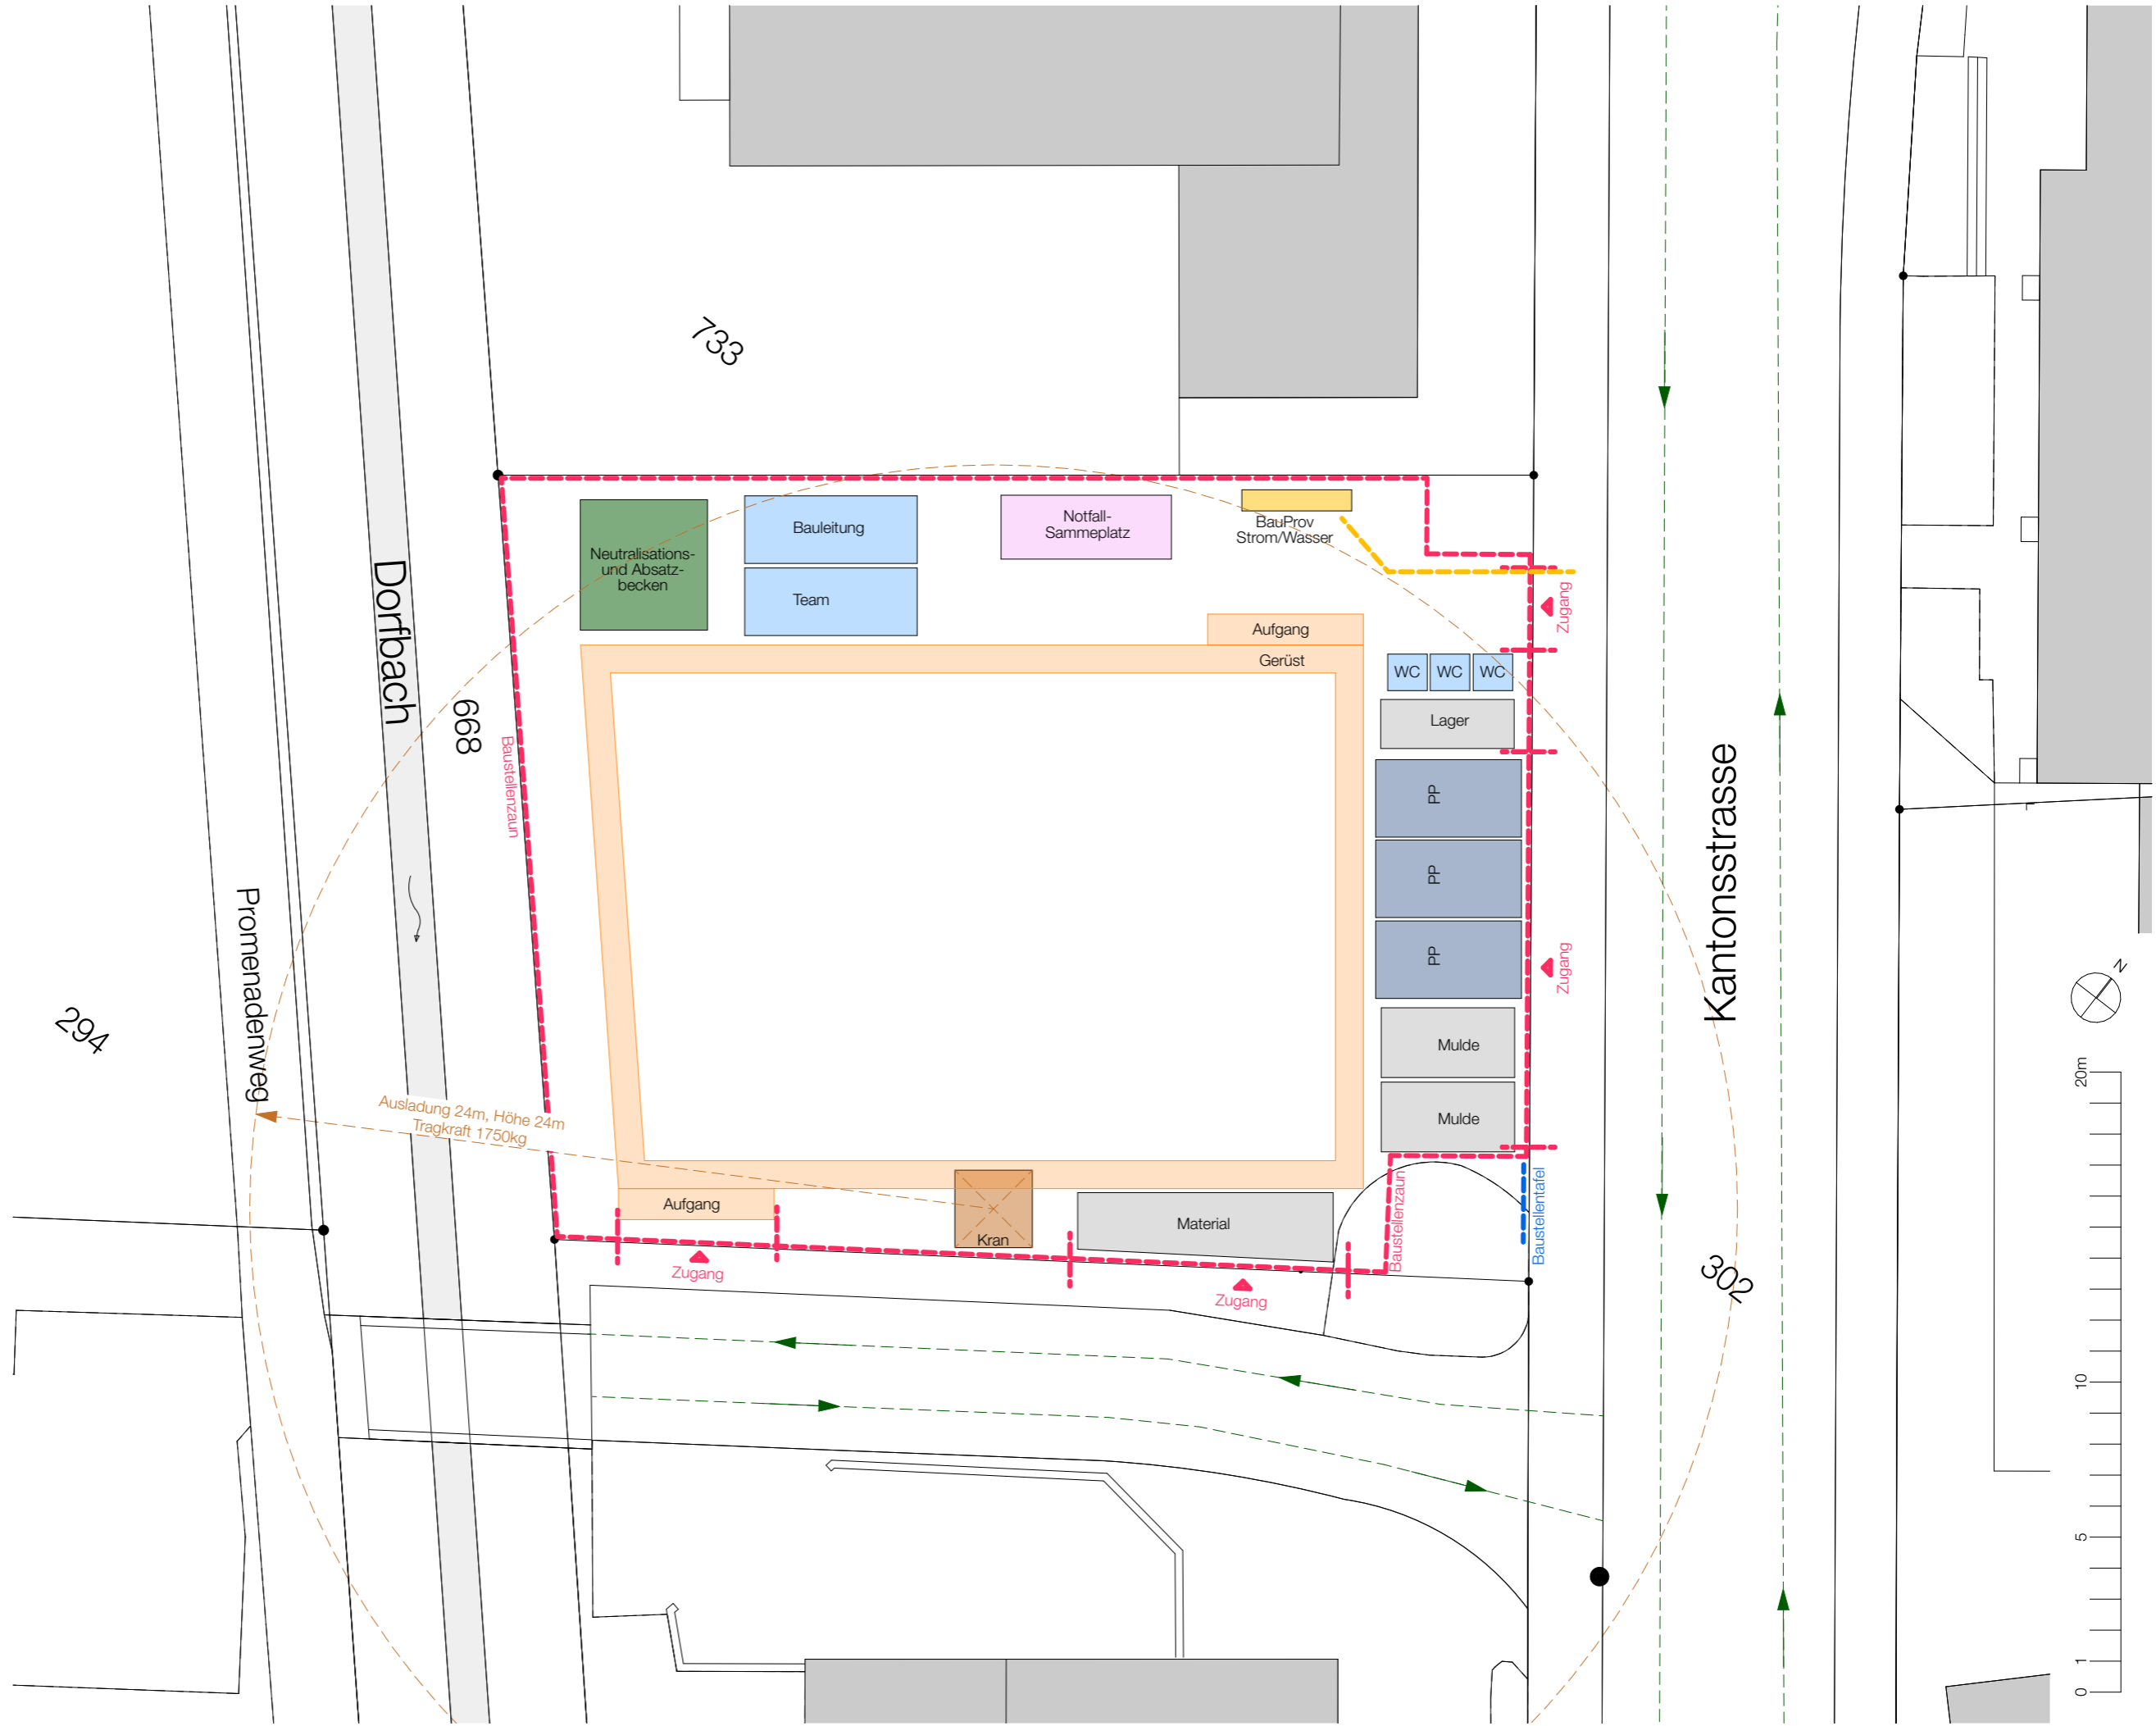 733
Bauleitung
Notfall-
Sammeplatz
BauProv
Strom/Wasser
Neutralisations-
und Absatz-
becken
Team
Zugang
Aufgang
Gerüst
WC
WC
WC
Lager
Dorfbach
668
Baustellenzaun
PP
PP
PP
Kantonsstrasse
Zugang
Promenadenweg
294
N
Mulde
Mulde
20m
10
5
1
0
Ausladung 24m, Höhe 24m
Tragkraft 1750kg
Aufgang
Kran
Material
Baustellenzaun
Baustellentafel
Zugang
Zugang
302